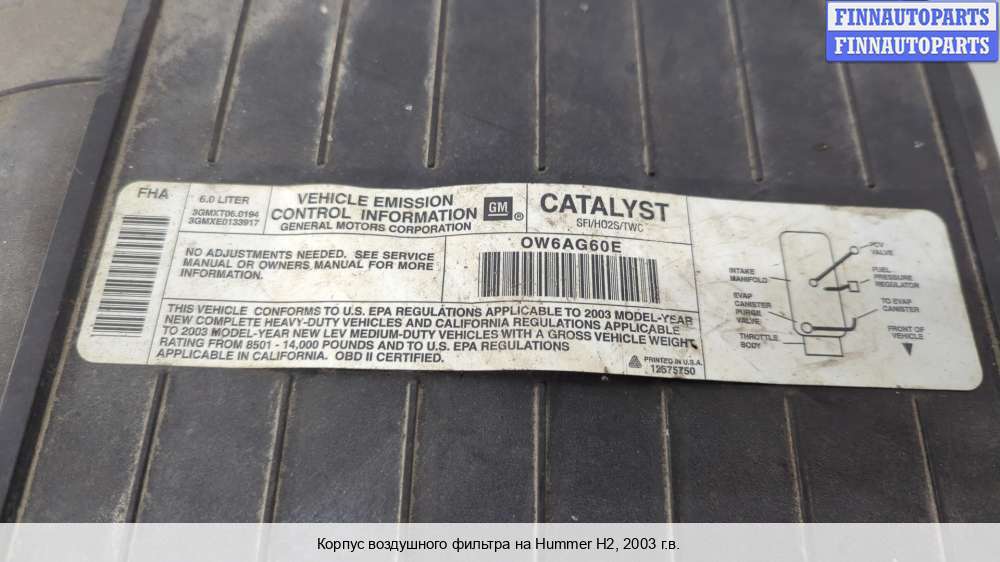 FINNAUTOPARTS
FINNAUTOPARTS
FHA
6.0 LITER
3GMXT06.0194
3GMXE0133917
VEHICLE EMISSION
CONTROL INFORMATION
GENERAL MOTORS CORPORATION
GM ®
CATALYST
SFI/HO2S/TWC
NO ADJUSTMENTS NEEDED. SEE SERVICE
MANUAL OR OWNERS MANUAL FOR MORE
INFORMATION.
OW6AG60E
THIS VEHICLE CONFORMS TO U.S. EPA REGULATIONS APPLICABLE TO 2003 MODEL-YEAR
NEW COMPLETE HEAVY-DUTY VEHICLES AND CALIFORNIA REGULATIONS APPLICABLE
TO 2003 MODEL-YEAR NEW LEV MEDIUM-DUTY VEHICLES WITH A GROSS VEHICLE WEIGHT
RATING FROM 8501 - 14,000 POUNDS AND TO U.S. EPA REGULATIONS
APPLICABLE IN CALIFORNIA. OBD II CERTIFIED.
PRINTED IN U.S.A.
12575750
PCV
VALVE
INTAKE
MANIFOLD
FUEL
PRESSURE
REGULATOR
EVAP
CANISTER
PURGE
VALVE
TO EVAP
CANISTER
THROTTLE
BODY
FRONT OF
VEHICLE
Корпус воздушного фильтра на Hummer H2, 2003 г.в.